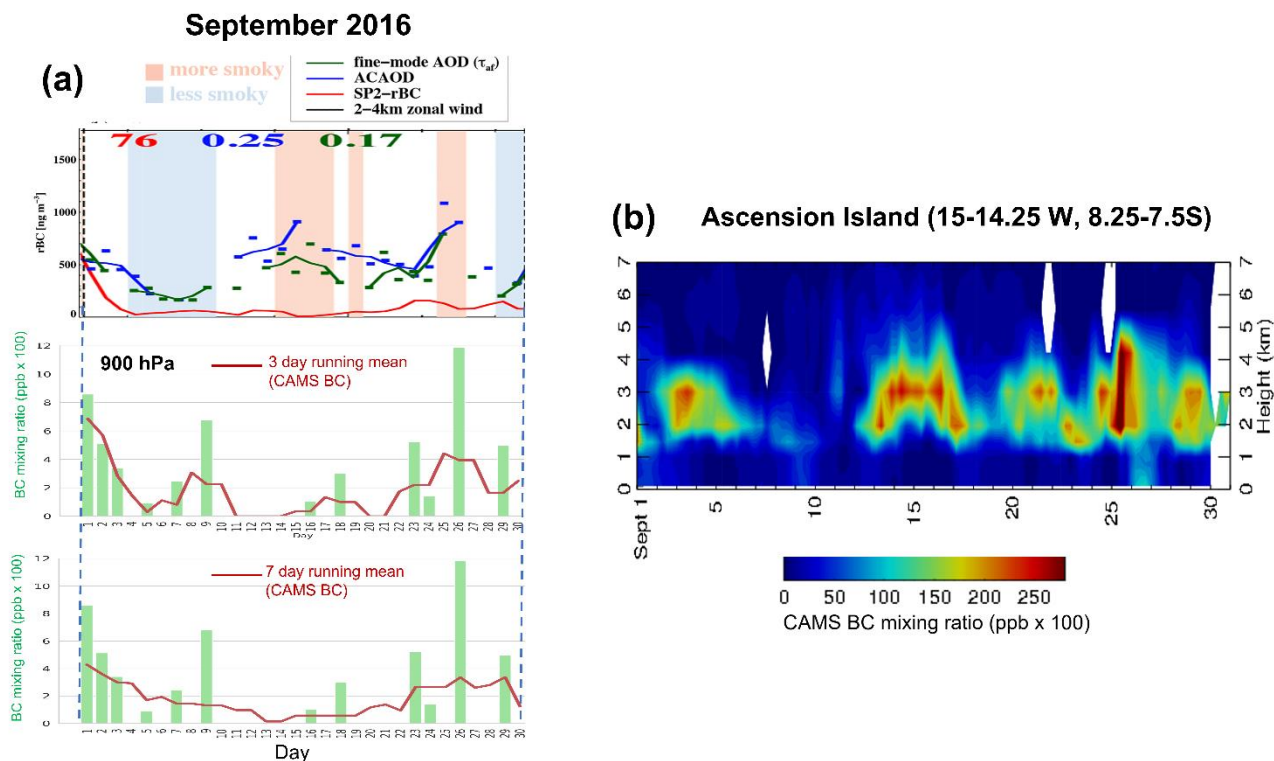 September 2016
(a)
more smoky
less smoky
fine−mode AOD (τaf)
ACAOD
SP2−rBC
2−4km zonal wind
76 0.25 0.17
rBC [ng m−3]
1500
1000
500
0
BC mixing ratio (ppb x 100)
12
10
8
6
4
2
0
900 hPa
3 day running mean
(CAMS BC)
1 2 3 4 5 6 7 8 9 10 11 12 13 14 15 16 17 18 19 20 21 22 23 24 25 26 27 28 29 30
BC mixing ratio (ppb x 100)
12
10
8
6
4
2
0
7 day running mean
(CAMS BC)
1 2 3 4 5 6 7 8 9 10 11 12 13 14 15 16 17 18 19 20 21 22 23 24 25 26 27 28 29 30
Day
(b) Ascension Island (15-14.25 W, 8.25-7.5S)
7 7
6 6
5 5
4 4
3 3
2 2
1 1
0 0
Height (km)
Sept 1 5 10 15 20 25 30
0 50 100 150 200 250
CAMS BC mixing ratio (ppb x 100)